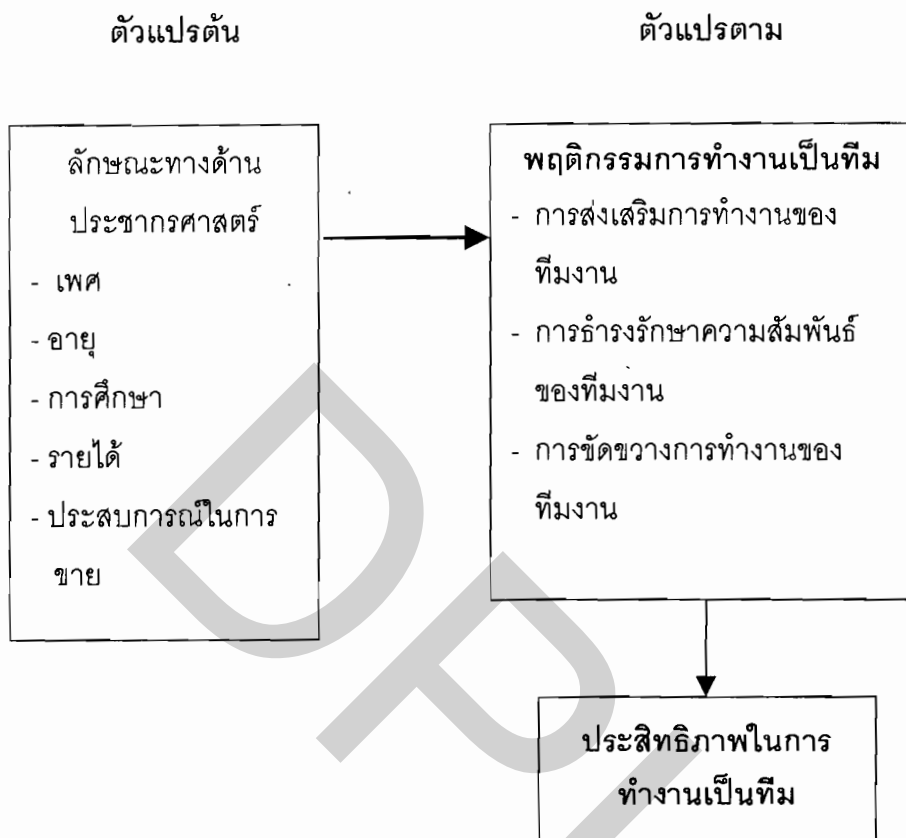 ตัวแปรต้น
ตัวแปรตาม
ลักษณะทางด้าน
ประชากรศาสตร์
- เพศ
- อายุ
- การศึกษา
- รายได้
- ประสบการณ์ในการ
ขาย
พฤติกรรมการทำงานเป็นทีม
- การส่งเสริมการทำงานของ
ทีมงาน
- การธำรงรักษาความสัมพันธ์
ของทีมงาน
- การขัดขวางการทำงานของ
ทีมงาน
ประสิทธิภาพในการ
ทำงานเป็นทีม